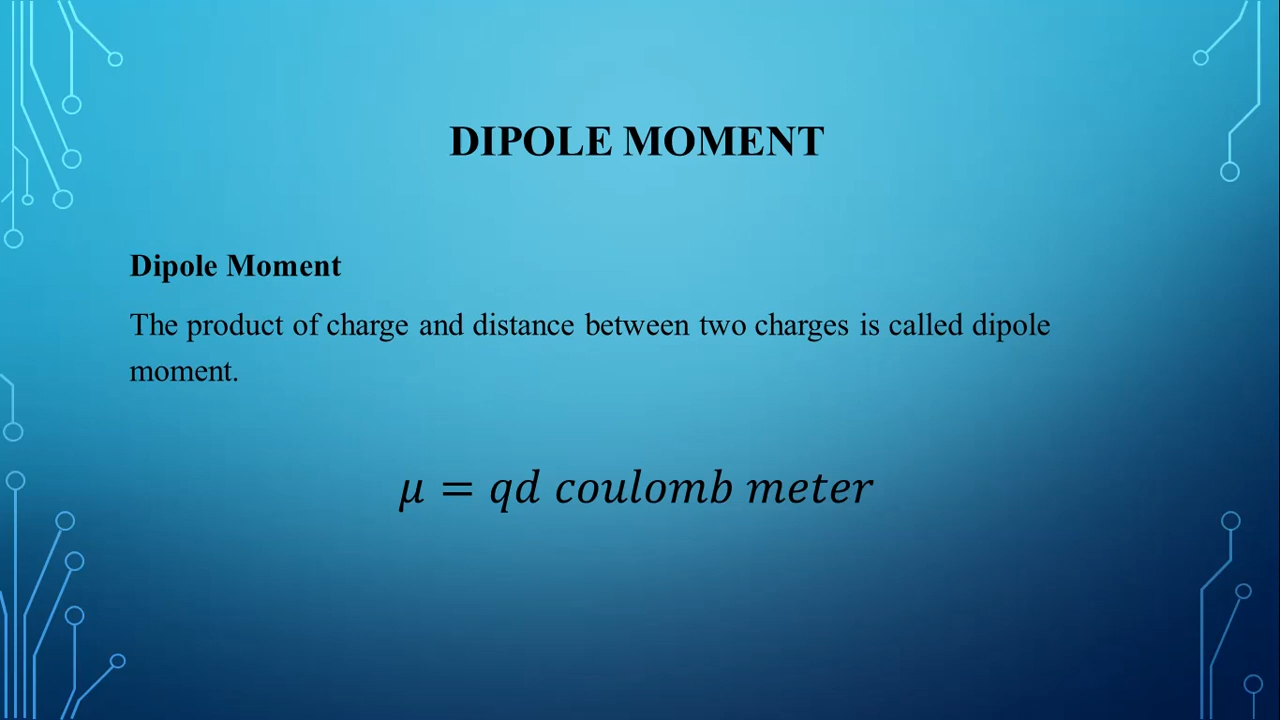 DIPOLE MOMENT
Dipole Moment
The product of charge and distance between two charges is called dipole
moment.
μ = qd coulomb meter